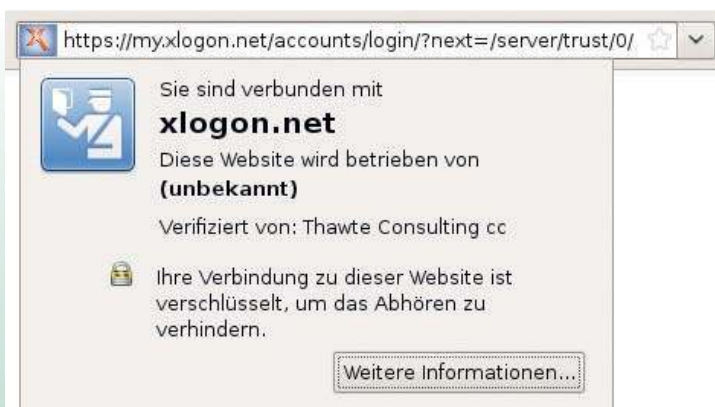 https://my.xlogon.net/accounts/login/?next=/server/trust/0/
Sie sind verbunden mit
xlogon.net
Diese Website wird betrieben von
(unbekannt)
Verifiziert von: Thawte Consulting cc
Ihre Verbindung zu dieser Website ist
verschlüsselt, um das Abhören zu
verhindern.
Weitere Informationen...